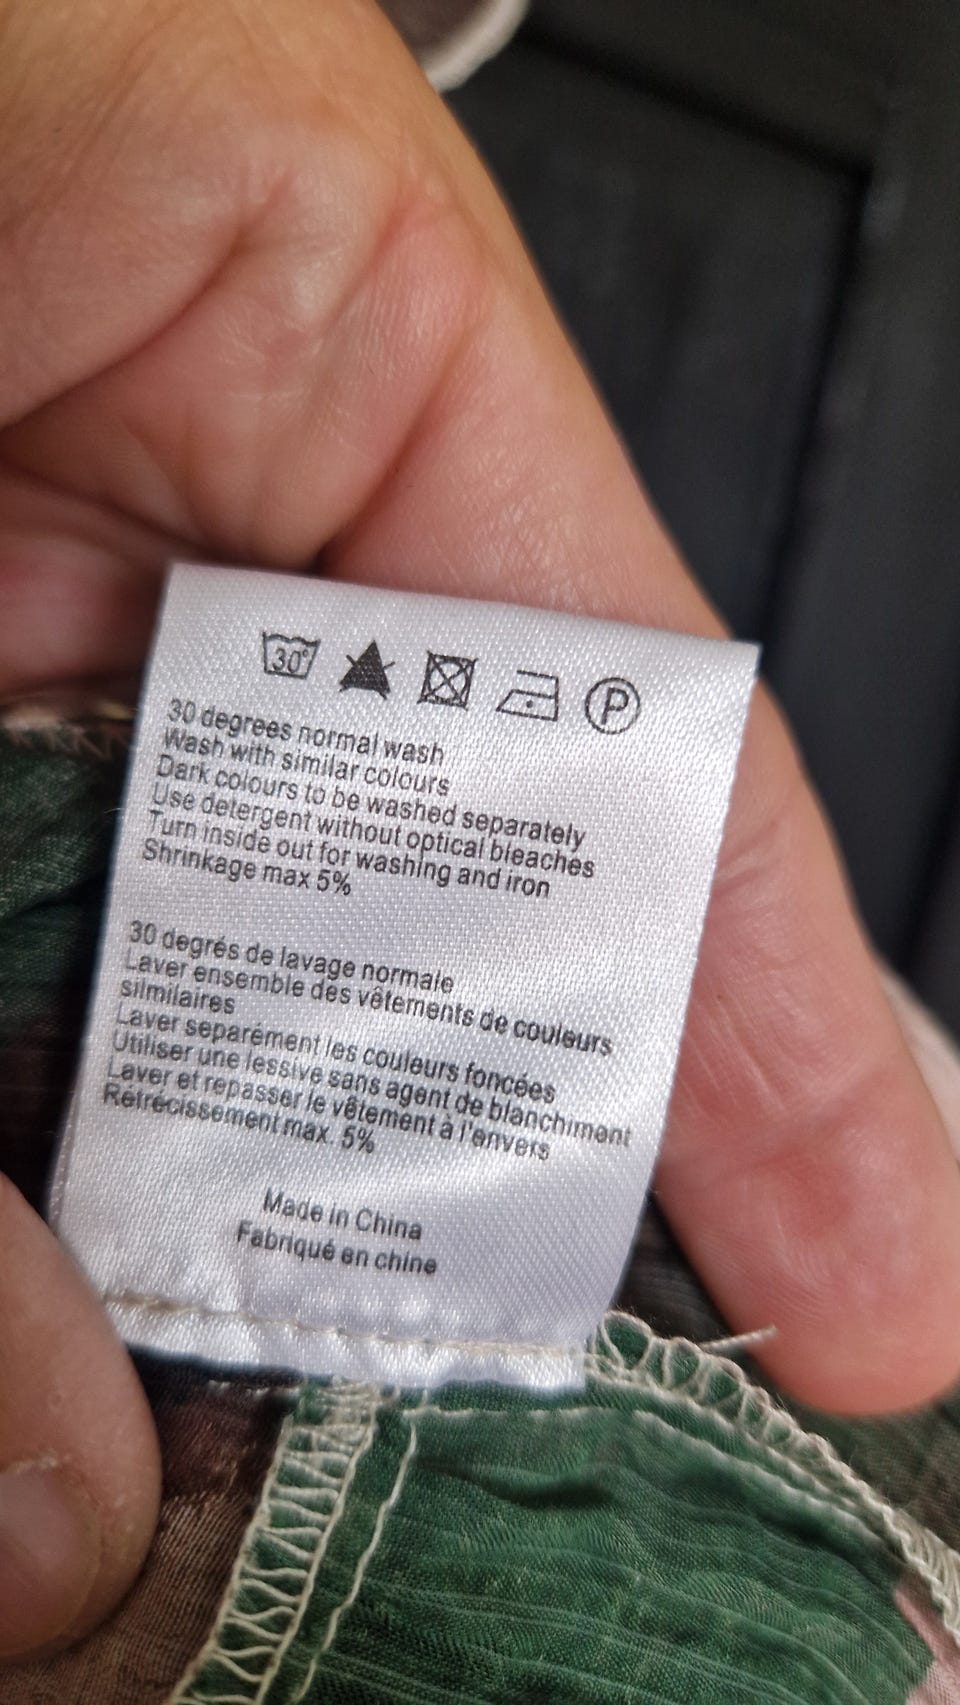 30°
P
30 degrees normal wash
Wash with similar colours
Dark colours to be washed separately
Use detergent without optical bleaches
Turn inside out for washing and iron
Shrinkage max 5%
30 degrés de lavage normale
Laver ensemble des vêtements de couleurs
silmilaires
Laver separément les couleurs foncées
Utiliser une lessive sans agent de blanchiment
Laver et repasser le vêtement à l'envers
Rétrécissement max. 5%
Made in China
Fabriqué en chine